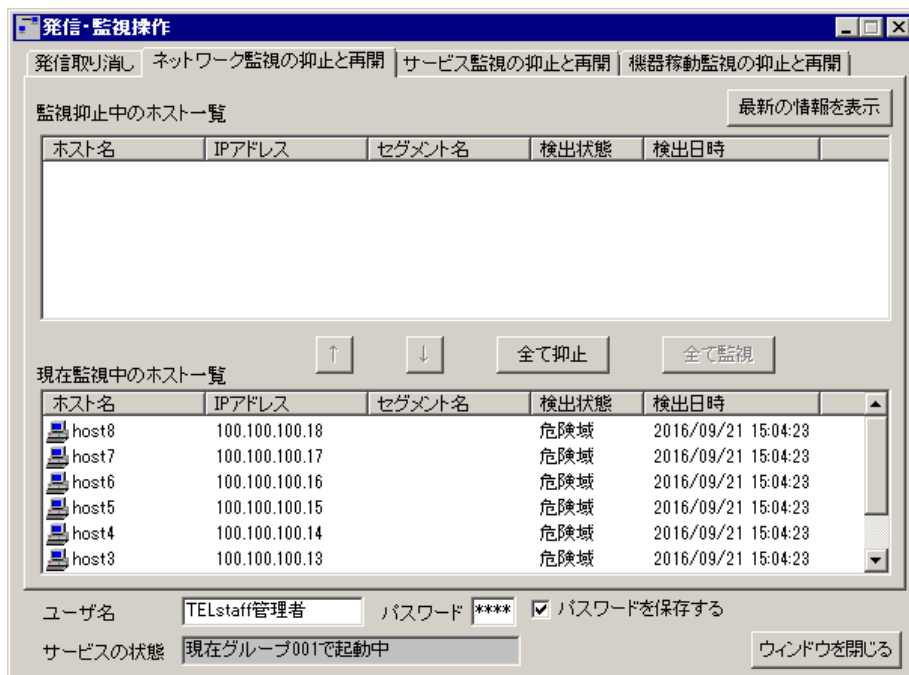 発信・監視操作
発信取り消し ネットワーク監視の抑止と再開 サービス監視の抑止と再開 機器稼動監視の抑止と再開
監視抑止中のホスト一覧 最新の情報を表示
ホスト名 IPアドレス セグメント名 検出状態 検出日時
↑ ↓ 全て抑止 全て監視
現在監視中のホスト一覧
ホスト名 IPアドレス セグメント名 検出状態 検出日時
host8 100.100.100.18 危険域 2016/09/21 15:04:23
host7 100.100.100.17 危険域 2016/09/21 15:04:23
host6 100.100.100.16 危険域 2016/09/21 15:04:23
host5 100.100.100.15 危険域 2016/09/21 15:04:23
host4 100.100.100.14 危険域 2016/09/21 15:04:23
host3 100.100.100.13 危険域 2016/09/21 15:04:23
ユーザ名 TELstaff管理者 パスワード **** パスワードを保存する
サービスの状態 現在グループ001で起動中 ウィンドウを閉じる